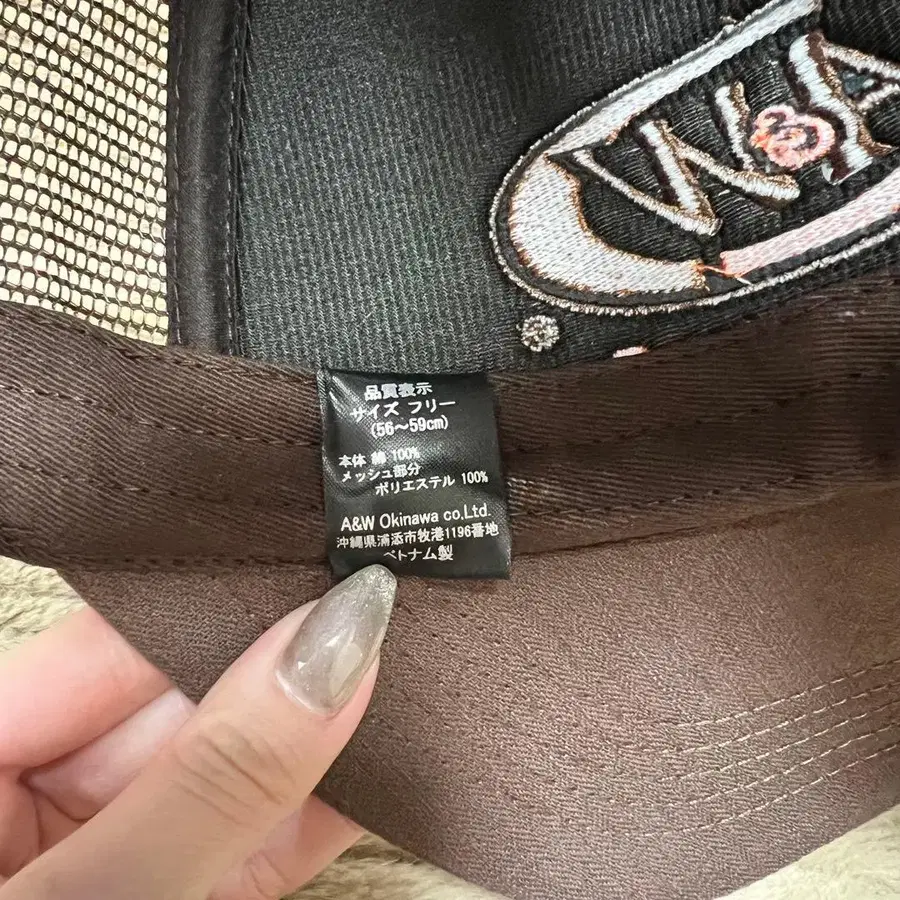 品質表示
サイズ フリー
(56～59cm)
本体 綿 100%
メッシュ部分
ポリエステル 100%
A&W Okinawa co.Ltd.
沖縄県浦添市牧港1196番地
ベトナム製